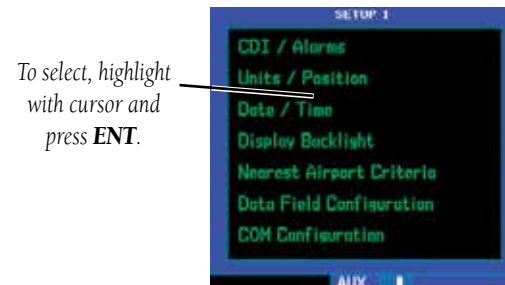 To select, highlight
with cursor and
press ENT.
SETUP 1
CDI / Alarms
Units / Position
Date / Time
Display Backlight
Nearest Airport Criteria
Data Field Configuration
COM Configuration
AUX